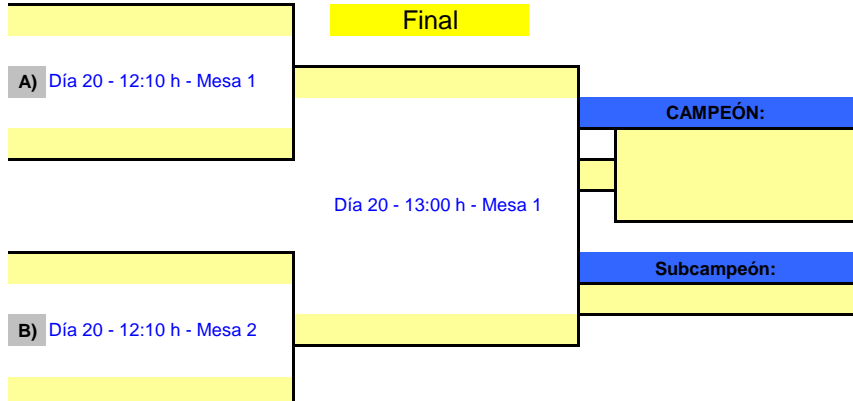 Final
A) Día 20 - 12:10 h - Mesa 1
CAMPEÓN:
Día 20 - 13:00 h - Mesa 1
Subcampeón:
B) Día 20 - 12:10 h - Mesa 2